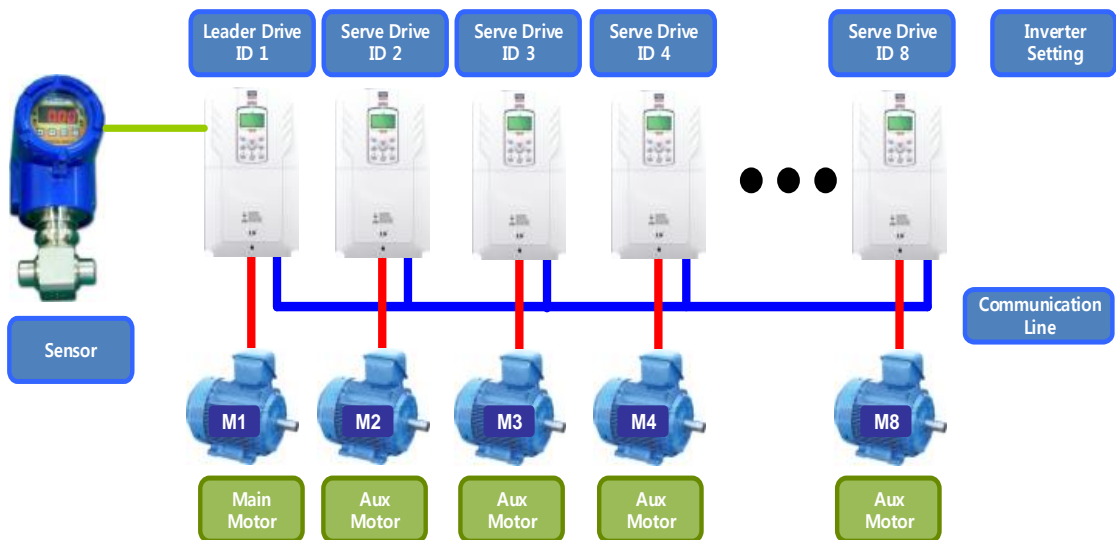 Leader Drive
ID 1
Serve Drive
ID 2
Serve Drive
ID 3
Serve Drive
ID 4
Serve Drive
ID 8
Inverter
Setting
Communication
Line
Sensor
M1
M2
M3
M4
M8
Main
Motor
Aux
Motor
Aux
Motor
Aux
Motor
Aux
Motor